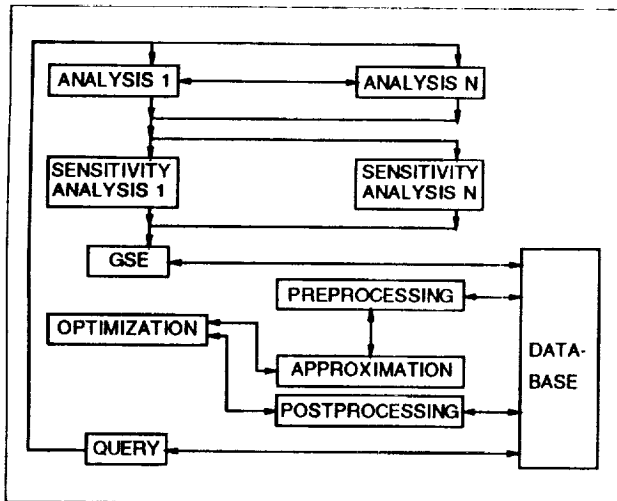 ANALYSIS 1
ANALYSIS N
SENSITIVITY
ANALYSIS 1
SENSITIVITY
ANALYSIS N
GSE
PREPROCESSING
OPTIMIZATION
APPROXIMATION
DATA-
BASE
POSTPROCESSING
QUERY